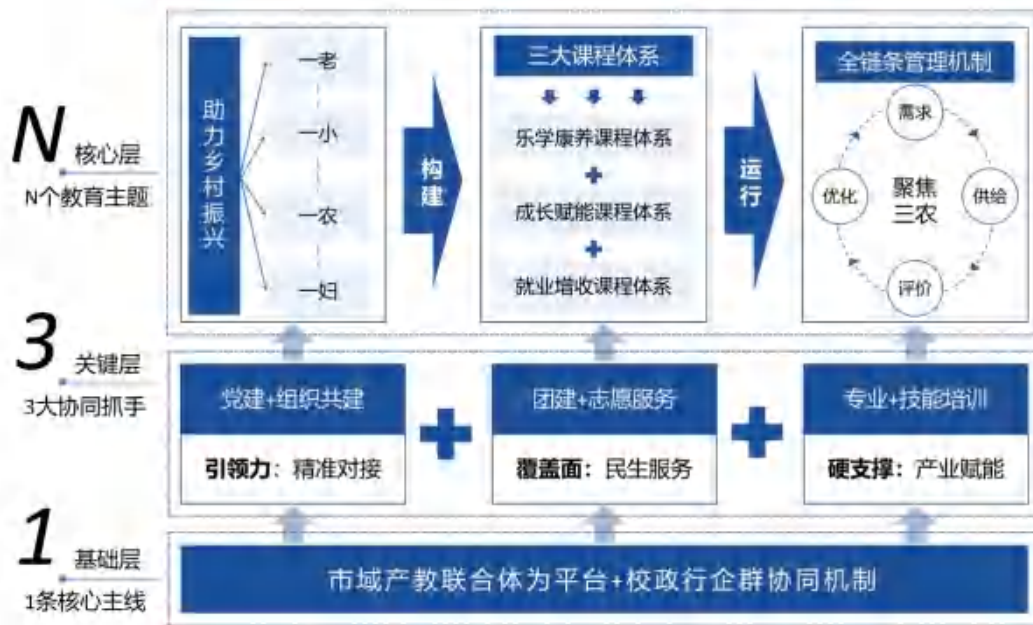 N 核心层
N个教育主题
助力乡村振兴
一老
一小
一农
一妇
构建
三大课程体系
乐学康养课程体系
+
成长赋能课程体系
+
就业增收课程体系
运行
全链条管理机制
需求
优化
聚焦
三农
供给
评价
3 关键层
3大协同抓手
党建+组织共建
引领力：精准对接
+
团建+志愿服务
覆盖面：民生服务
+
专业+技能培训
硬支撑：产业赋能
1 基础层
1条核心主线
市域产教联合体为平台+校政行企群协同机制